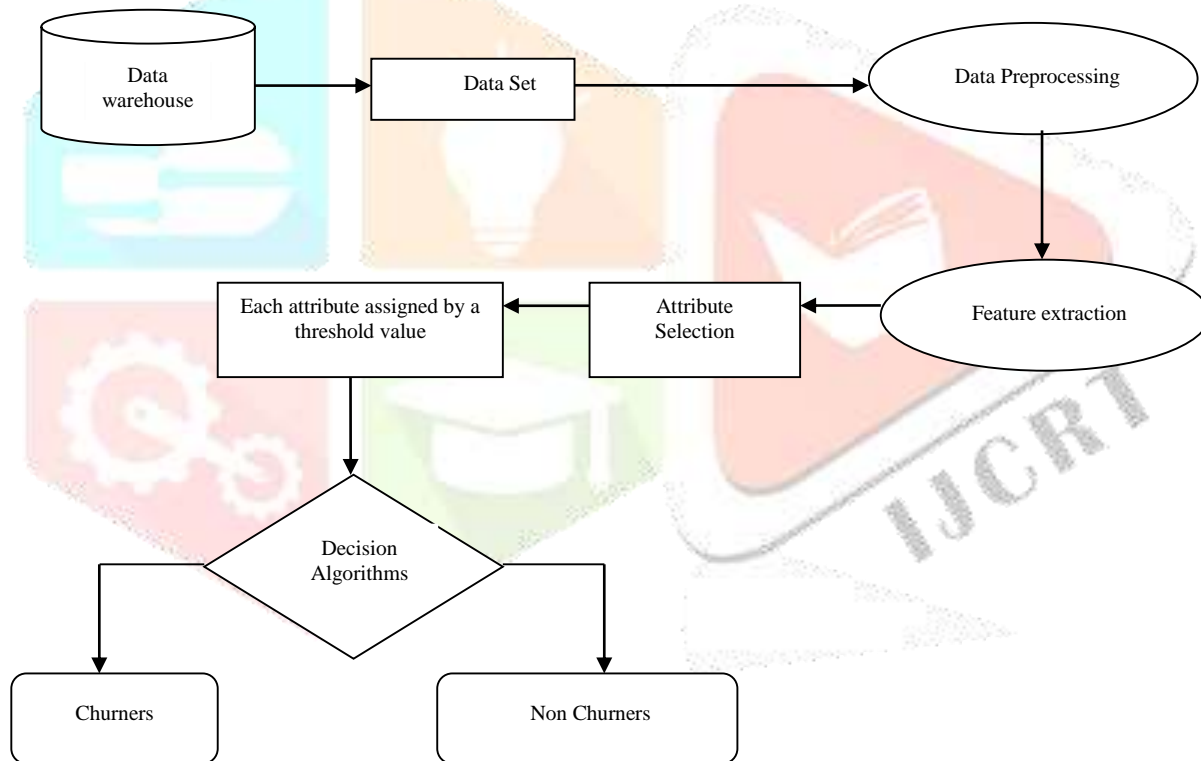 Data
warehouse
Data Set
Data Preprocessing
Feature extraction
Attribute
Selection
Each attribute assigned by a
threshold value
Decision
Algorithms
Churners
Non Churners
IJCRT